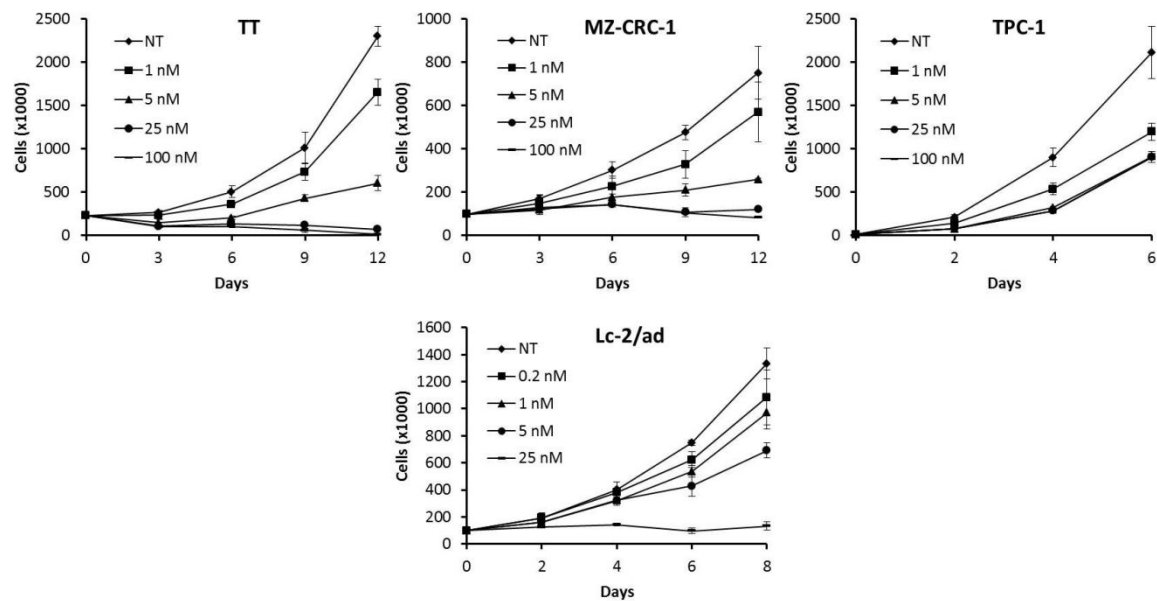 TT
2500
2000
1500
1000
500
0
NT
1 nM
5 nM
25 nM
100 nM
Cells (x1000)
0 3 6 9 12
Days
MZ-CRC-1
1000
800
600
400
200
0
NT
1 nM
5 nM
25 nM
100 nM
Cells (x1000)
0 3 6 9 12
Days
TPC-1
2500
2000
1500
1000
500
0
NT
1 nM
5 nM
25 nM
100 nM
Cells (x1000)
0 2 4 6
Days
Lc-2/ad
1600
1400
1200
1000
800
600
400
200
0
NT
0.2 nM
1 nM
5 nM
25 nM
Cells (x1000)
0 2 4 6 8
Days